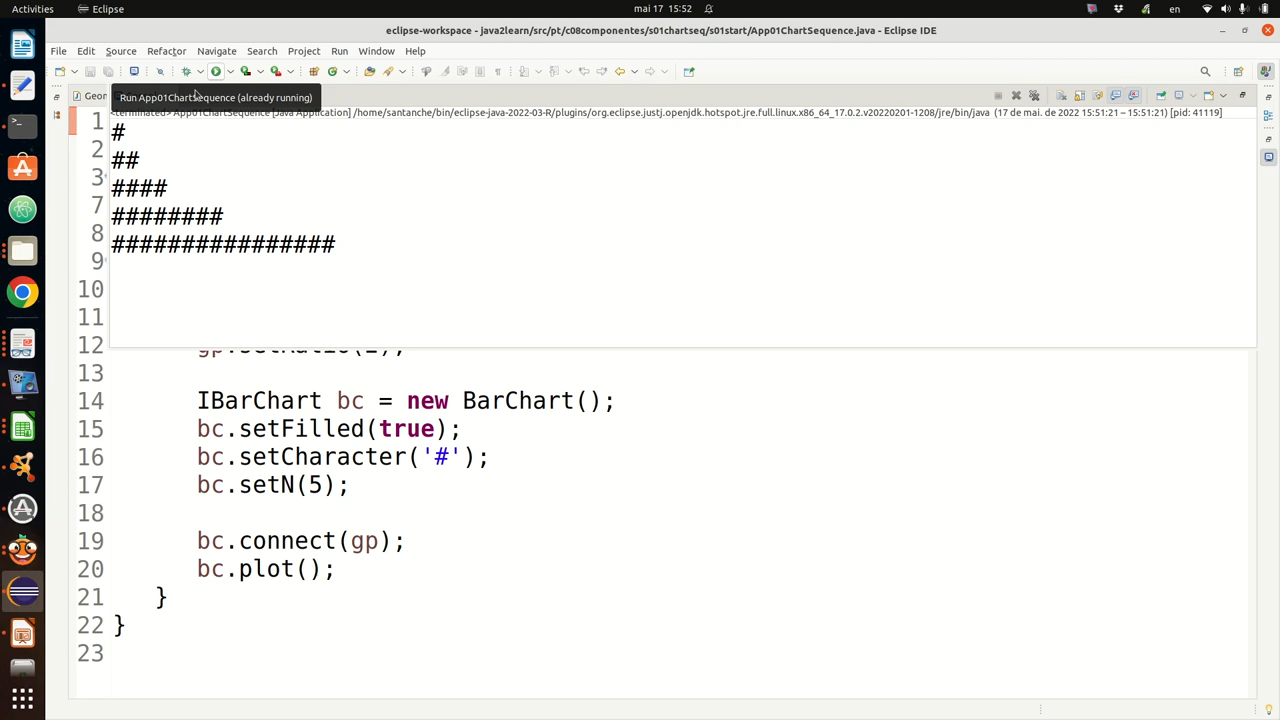 Activities Eclipse mai 17 15:52 en
eclipse-workspace - java2learn/src/pt/c08componentes/s01chartseq/s01start/App01ChartSequence.java - Eclipse IDE
File Edit Source Refactor Navigate Search Project Run Window Help
Geon
Run App01ChartSequence (already running)
<terminated> App01ChartSequence [Java Application] /home/santanche/bin/eclipse-java-2022-03-R/plugins/org.eclipse.justj.openjdk.hotspot.jre.full.linux.x86_64_17.0.2.v20220201-1208/jre/bin/java (17 de mai. de 2022 15:51:21 – 15:51:21) [pid: 41119]
1 #
2 ##
3 ####
7 ########
8 ################
9
10
11
12 gp.setRatio(2);
13
14 IBarChart bc = new BarChart();
15 bc.setFilled(true);
16 bc.setCharacter('#');
17 bc.setN(5);
18
19 bc.connect(gp);
20 bc.plot();
21 }
22 }
23